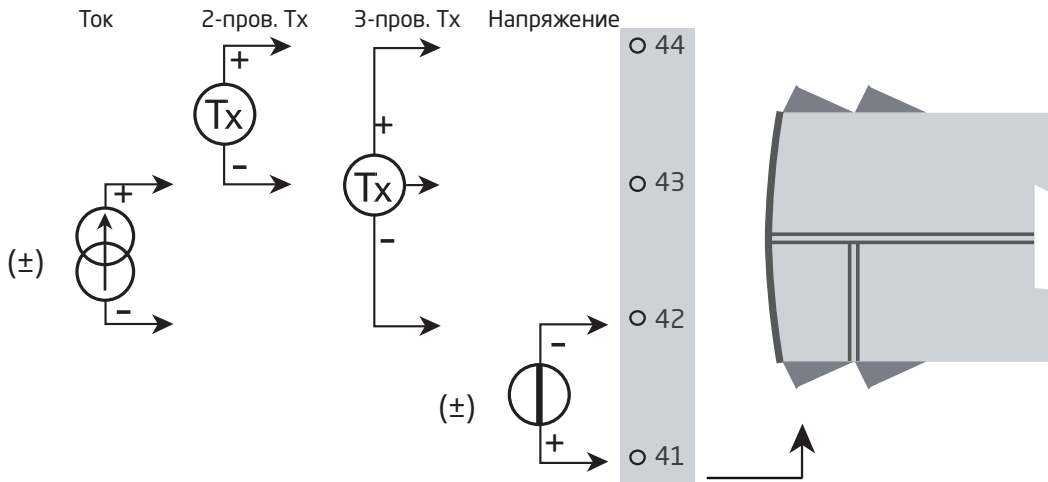 Ток 2-пров. Tx 3-пров. Tx Напряжение
+ + 44
Tx
+
- 43
+ Tx
-
(±)
- - 42
(±)
+ 41